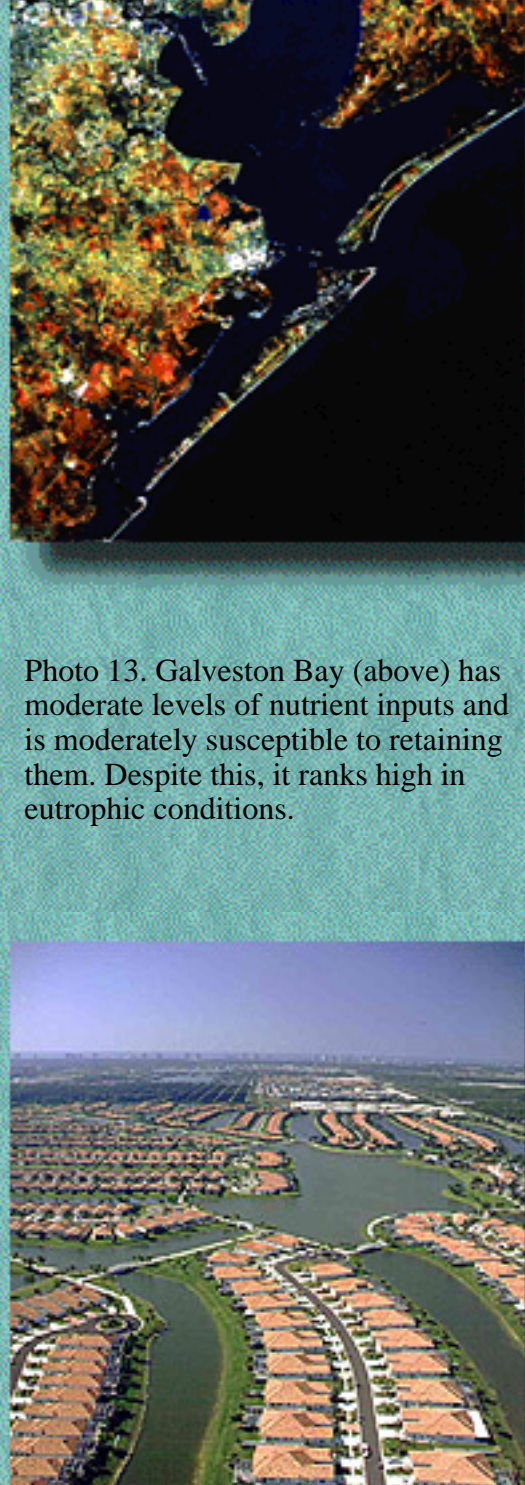 Photo 13. Galveston Bay (above) has
moderate levels of nutrient inputs and
is moderately susceptible to retaining
them. Despite this, it ranks high in
eutrophic conditions.